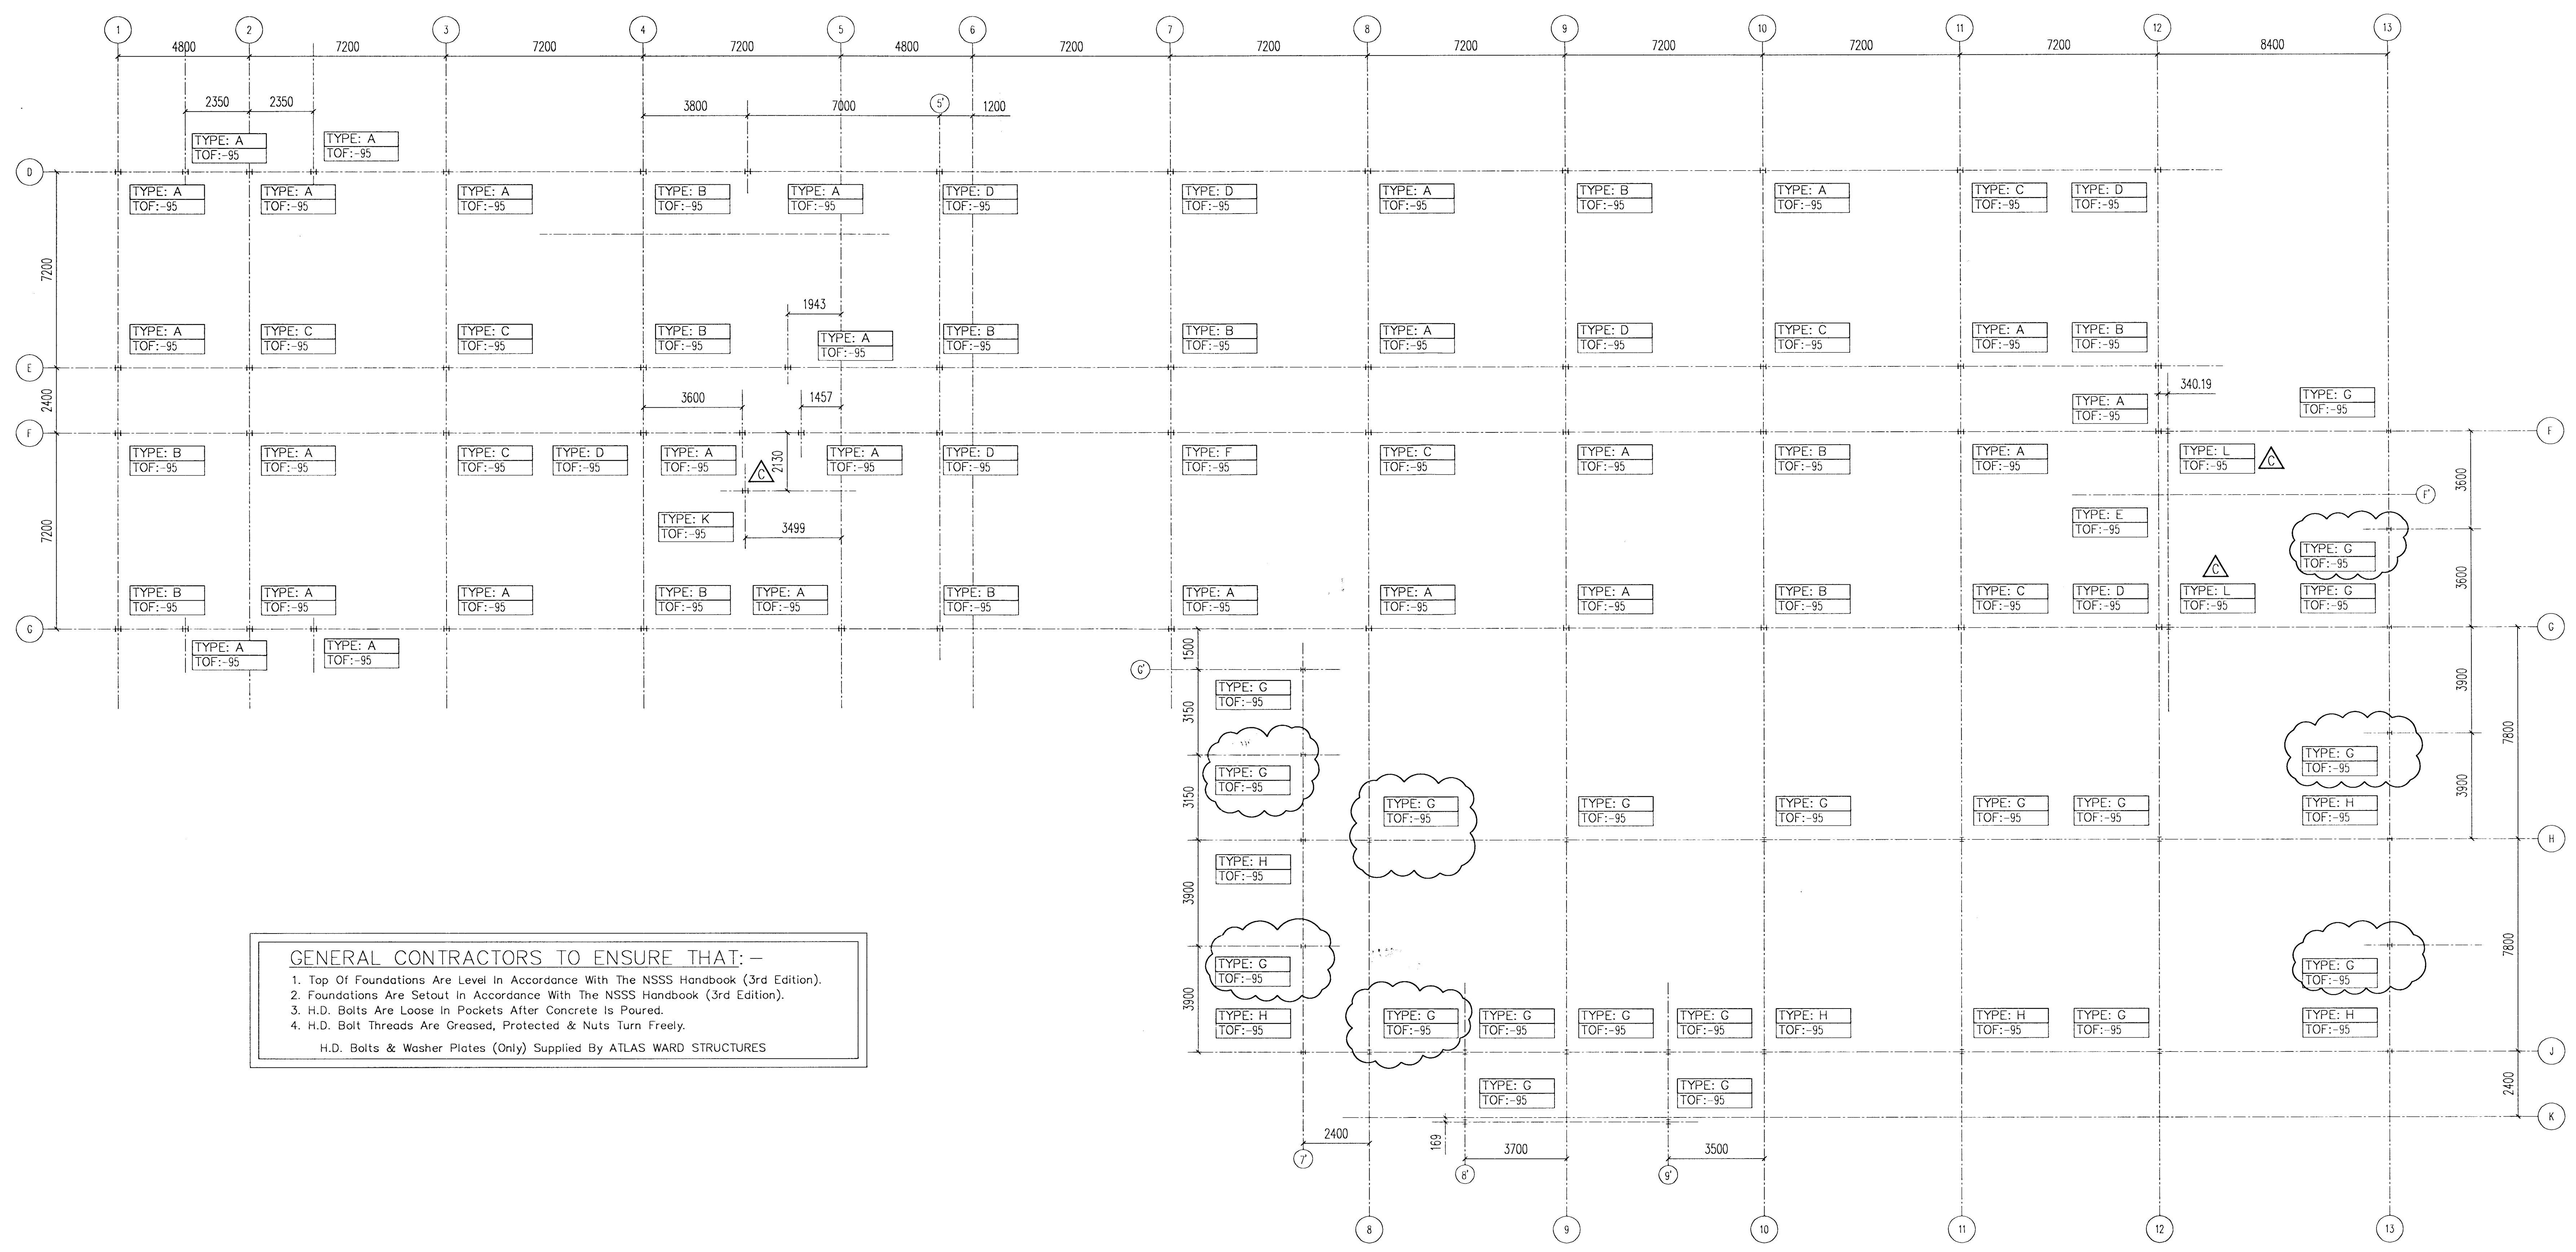 1 2 3 4 5 6 7 8 9 10 11 12 13
4800 7200 7200 7200 4800 7200 7200 7200 7200 7200 7200 8400
2350 2350 3800 7000 5' 1200
TYPE: A TYPE: A
TOF:-95 TOF:-95
D
TYPE: A TYPE: A TYPE: A TYPE: B TYPE: A TYPE: D TYPE: D TYPE: A TYPE: B TYPE: A TYPE: C TYPE: D
TOF:-95 TOF:-95 TOF:-95 TOF:-95 TOF:-95 TOF:-95 TOF:-95 TOF:-95 TOF:-95 TOF:-95 TOF:-95 TOF:-95
7200
1943
TYPE: A TYPE: C TYPE: C TYPE: B TYPE: A TYPE: B TYPE: B TYPE: A TYPE: D TYPE: C TYPE: A TYPE: B
TOF:-95 TOF:-95 TOF:-95 TOF:-95 TOF:-95 TOF:-95 TOF:-95 TOF:-95 TOF:-95 TOF:-95 TOF:-95 TOF:-95
E
2400 3600 1457 340.19
TYPE: A TYPE: G
TOF:-95 TOF:-95
F F
TYPE: B TYPE: A TYPE: C TYPE: D TYPE: A TYPE: A TYPE: D TYPE: F TYPE: C TYPE: A TYPE: B TYPE: A TYPE: L
TOF:-95 TOF:-95 TOF:-95 TOF:-95 TOF:-95 TOF:-95 TOF:-95 TOF:-95 TOF:-95 TOF:-95 TOF:-95 TOF:-95 TOF:-95
C 2130 C
3600
F'
7200
TYPE: K TYPE: E
TOF:-95 TOF:-95
3499
TYPE: G
TOF:-95
C
3600
TYPE: B TYPE: A TYPE: A TYPE: B TYPE: A TYPE: B TYPE: A TYPE: A TYPE: A TYPE: B TYPE: C TYPE: D TYPE: L TYPE: G
TOF:-95 TOF:-95 TOF:-95 TOF:-95 TOF:-95 TOF:-95 TOF:-95 TOF:-95 TOF:-95 TOF:-95 TOF:-95 TOF:-95 TOF:-95 TOF:-95
G G
TYPE: A TYPE: A
TOF:-95 TOF:-95
1500
G'
3900
TYPE: G
TOF:-95
3150
7800
TYPE: G TYPE: G
TOF:-95 TOF:-95
3150 3900
TYPE: G TYPE: G TYPE: G TYPE: G TYPE: G TYPE: H
TOF:-95 TOF:-95 TOF:-95 TOF:-95 TOF:-95 TOF:-95
H
TYPE: H
TOF:-95
3900
7800
GENERAL CONTRACTORS TO ENSURE THAT:-
1. Top Of Foundations Are Level In Accordance With The NSSS Handbook (3rd Edition).
2. Foundations Are Setout In Accordance With The NSSS Handbook (3rd Edition).
3. H.D. Bolts Are Loose In Pockets After Concrete Is Poured.
4. H.D. Bolt Threads Are Greased, Protected & Nuts Turn Freely.
H.D. Bolts & Washer Plates (Only) Supplied By ATLAS WARD STRUCTURES
TYPE: G TYPE: G
TOF:-95 TOF:-95
3900
TYPE: H TYPE: G TYPE: G TYPE: G TYPE: G TYPE: H TYPE: H TYPE: G TYPE: H
TOF:-95 TOF:-95 TOF:-95 TOF:-95 TOF:-95 TOF:-95 TOF:-95 TOF:-95 TOF:-95
J
TYPE: G TYPE: G
TOF:-95 TOF:-95
2400
K
2400 169 3700 3500
7' 8' 9'
8 9 10 11 12 13